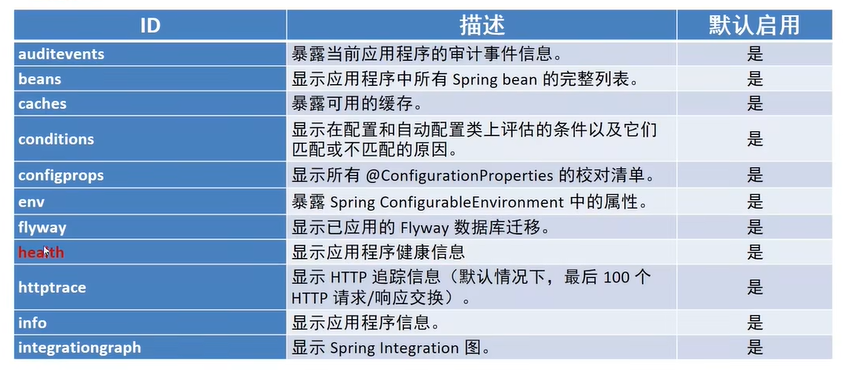 ID 描述 默认启用
auditevents 暴露当前应用程序的审计事件信息。 是
beans 显示应用程序中所有 Spring bean 的完整列表。 是
caches 暴露可用的缓存。 是
conditions 显示在配置和自动配置类上评估的条件以及它们
匹配或不匹配的原因。 是
configprops 显示所有 @ConfigurationProperties 的校对清单。 是
env 暴露 Spring ConfigurableEnvironment 中的属性。 是
flyway 显示已应用的 Flyway 数据库迁移。 是
health 显示应用程序健康信息 是
httptrace 显示 HTTP 追踪信息（默认情况下，最后 100 个
HTTP 请求/响应交换）。 是
info 显示应用程序信息。 是
integrationgraph 显示 Spring Integration 图。 是